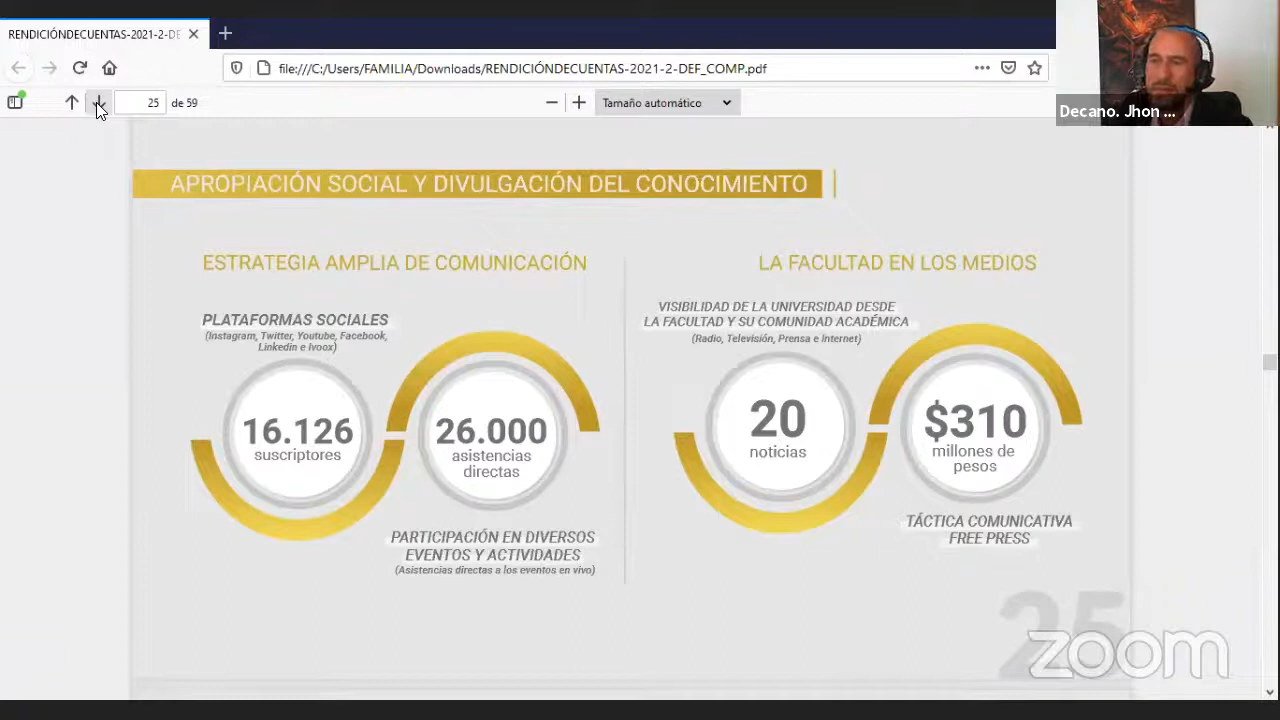 RENDICIÓNDECUENTAS-2021-2-DE
file:///C:/Users/FAMILIA/Downloads/RENDICIÓNDECUENTAS-2021-2-DEF_COMP.pdf
25 de 59
Tamaño automático
Decano. Jhon ...
APROPIACIÓN SOCIAL Y DIVULGACIÓN DEL CONOCIMIENTO
ESTRATEGIA AMPLIA DE COMUNICACIÓN
PLATAFORMAS SOCIALES
(Instagram, Twitter, Youtube, Facebook,
Linkedin e Ivoox)
16.126
suscriptores
26.000
asistencias
directas
PARTICIPACIÓN EN DIVERSOS
EVENTOS Y ACTIVIDADES
(Asistencias directas a los eventos en vivo)
LA FACULTAD EN LOS MEDIOS
VISIBILIDAD DE LA UNIVERSIDAD DESDE
LA FACULTAD Y SU COMUNIDAD ACADÉMICA
(Radio, Televisión, Prensa e Internet)
20
noticias
$310
millones de
pesos
TÁCTICA COMUNICATIVA
FREE PRESS
25
zoom